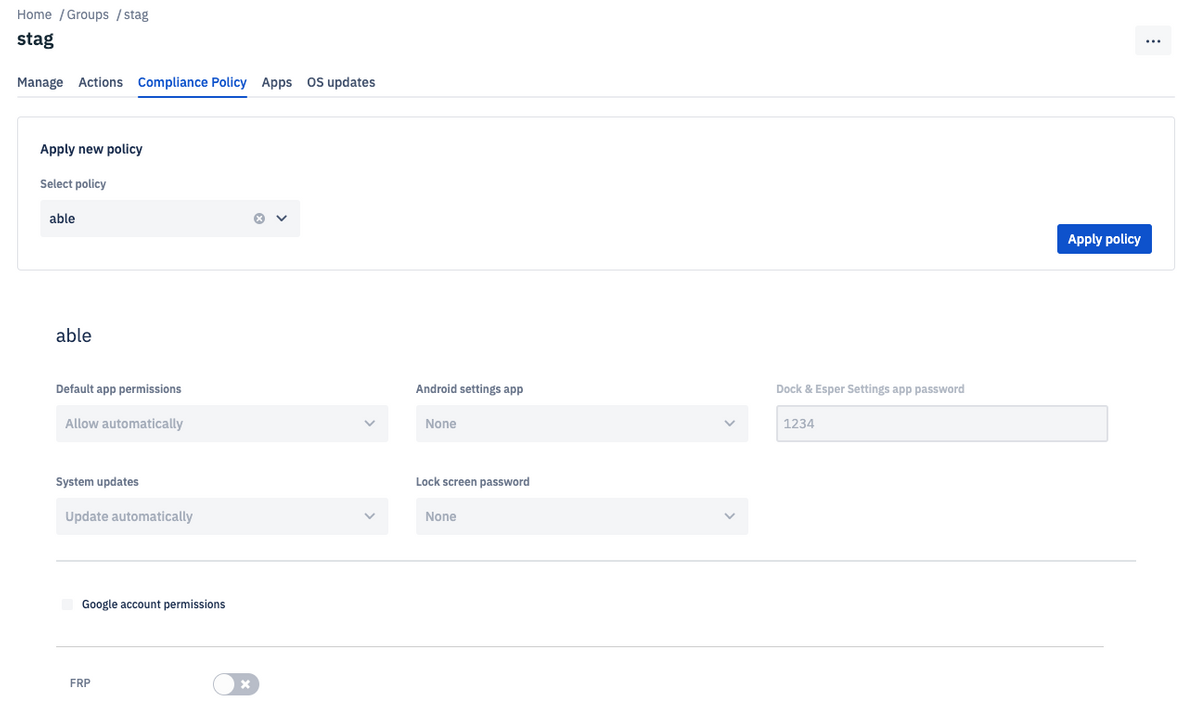 Home / Groups / stag
stag
Manage Actions Compliance Policy Apps OS updates
Apply new policy
Select policy
able
Apply policy
able
Default app permissions Android settings app Dock & Esper Settings app password
Allow automatically None 1234
System updates Lock screen password
Update automatically None
Google account permissions
FRP